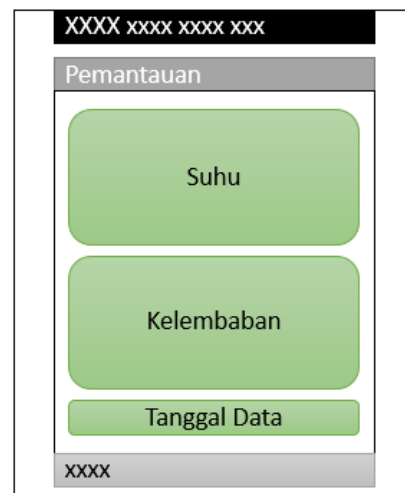 XXXX xxxx xxxx xxx
Pemantauan
Suhu
Kelembaban
Tanggal Data
xxxx